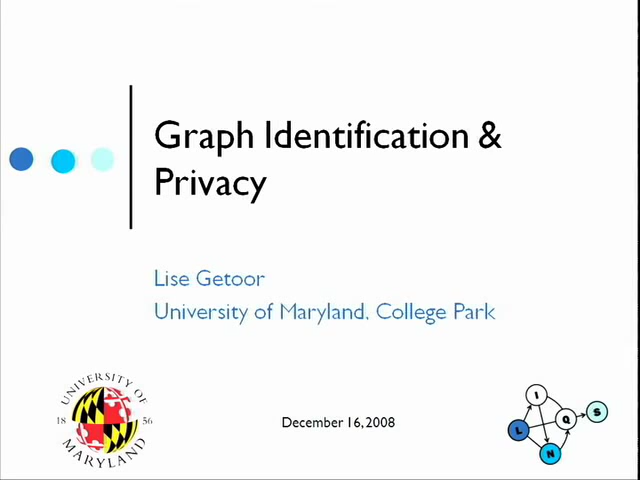 Graph Identification &
Privacy
Lise Getoor
University of Maryland, College Park
UNIVERSITY OF
18 56
MARYLAND
December 16, 2008
I
L
Q
S
N